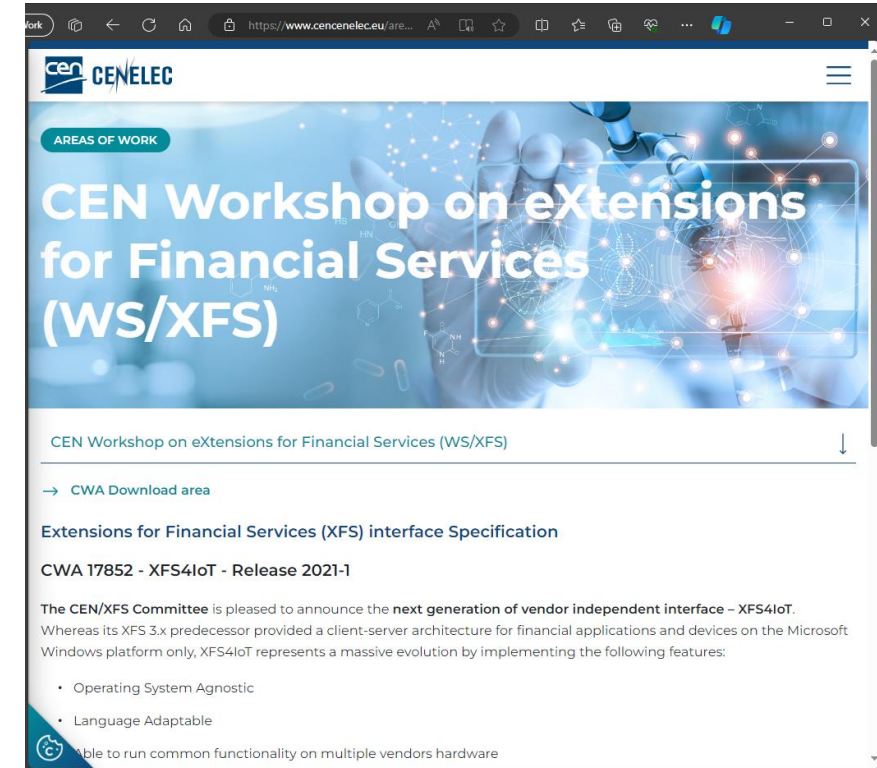 Work
https://www.cencenelec.eu/are...
cen CENELEC
AREAS OF WORK
CEN Workshop on eXtensions
for Financial Services
(WS/XFS)
CEN Workshop on eXtensions for Financial Services (WS/XFS)
→ CWA Download area
Extensions for Financial Services (XFS) interface Specification
CWA 17852 - XFS4IoT - Release 2021-1
The CEN/XFS Committee is pleased to announce the next generation of vendor independent interface – XFS4IoT.
Whereas its XFS 3.x predecessor provided a client-server architecture for financial applications and devices on the Microsoft
Windows platform only, XFS4IoT represents a massive evolution by implementing the following features:
• Operating System Agnostic
• Language Adaptable
Able to run common functionality on multiple vendors hardware